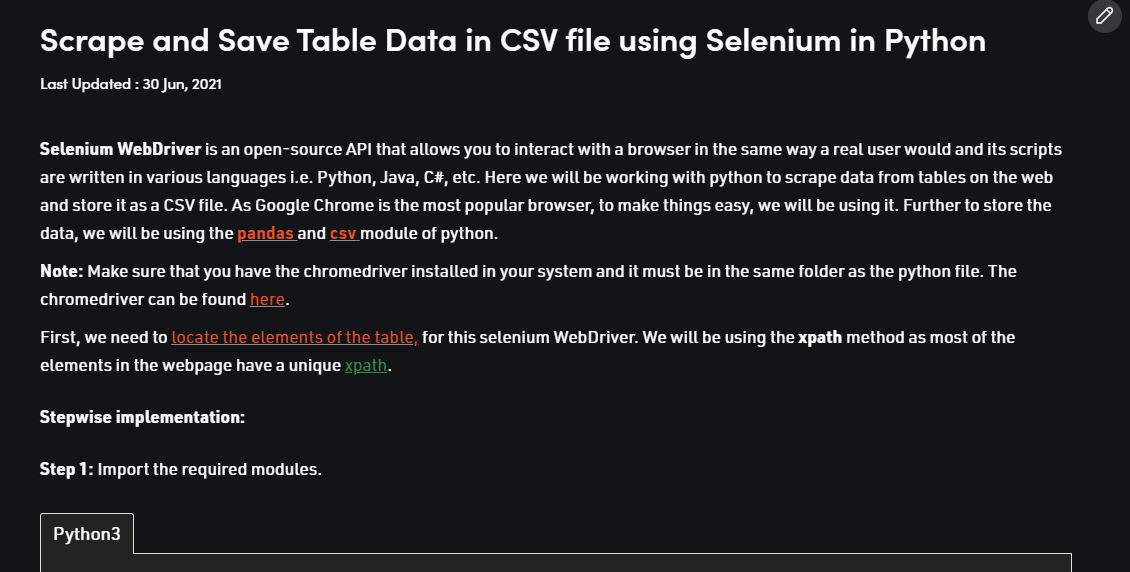 Scrape and Save Table Data in CSV file using Selenium in Python
Last Updated : 30 Jun, 2021
Selenium WebDriver is an open-source API that allows you to interact with a browser in the same way a real user would and its scripts
are written in various languages i.e. Python, Java, C#, etc. Here we will be working with python to scrape data from tables on the web
and store it as a CSV file. As Google Chrome is the most popular browser, to make things easy, we will be using it. Further to store the
data, we will be using the pandas and csv module of python.
Note: Make sure that you have the chromedriver installed in your system and it must be in the same folder as the python file. The
chromedriver can be found here.
First, we need to locate the elements of the table, for this selenium WebDriver. We will be using the xpath method as most of the
elements in the webpage have a unique xpath.
Stepwise implementation:
Step 1: Import the required modules.
Python3